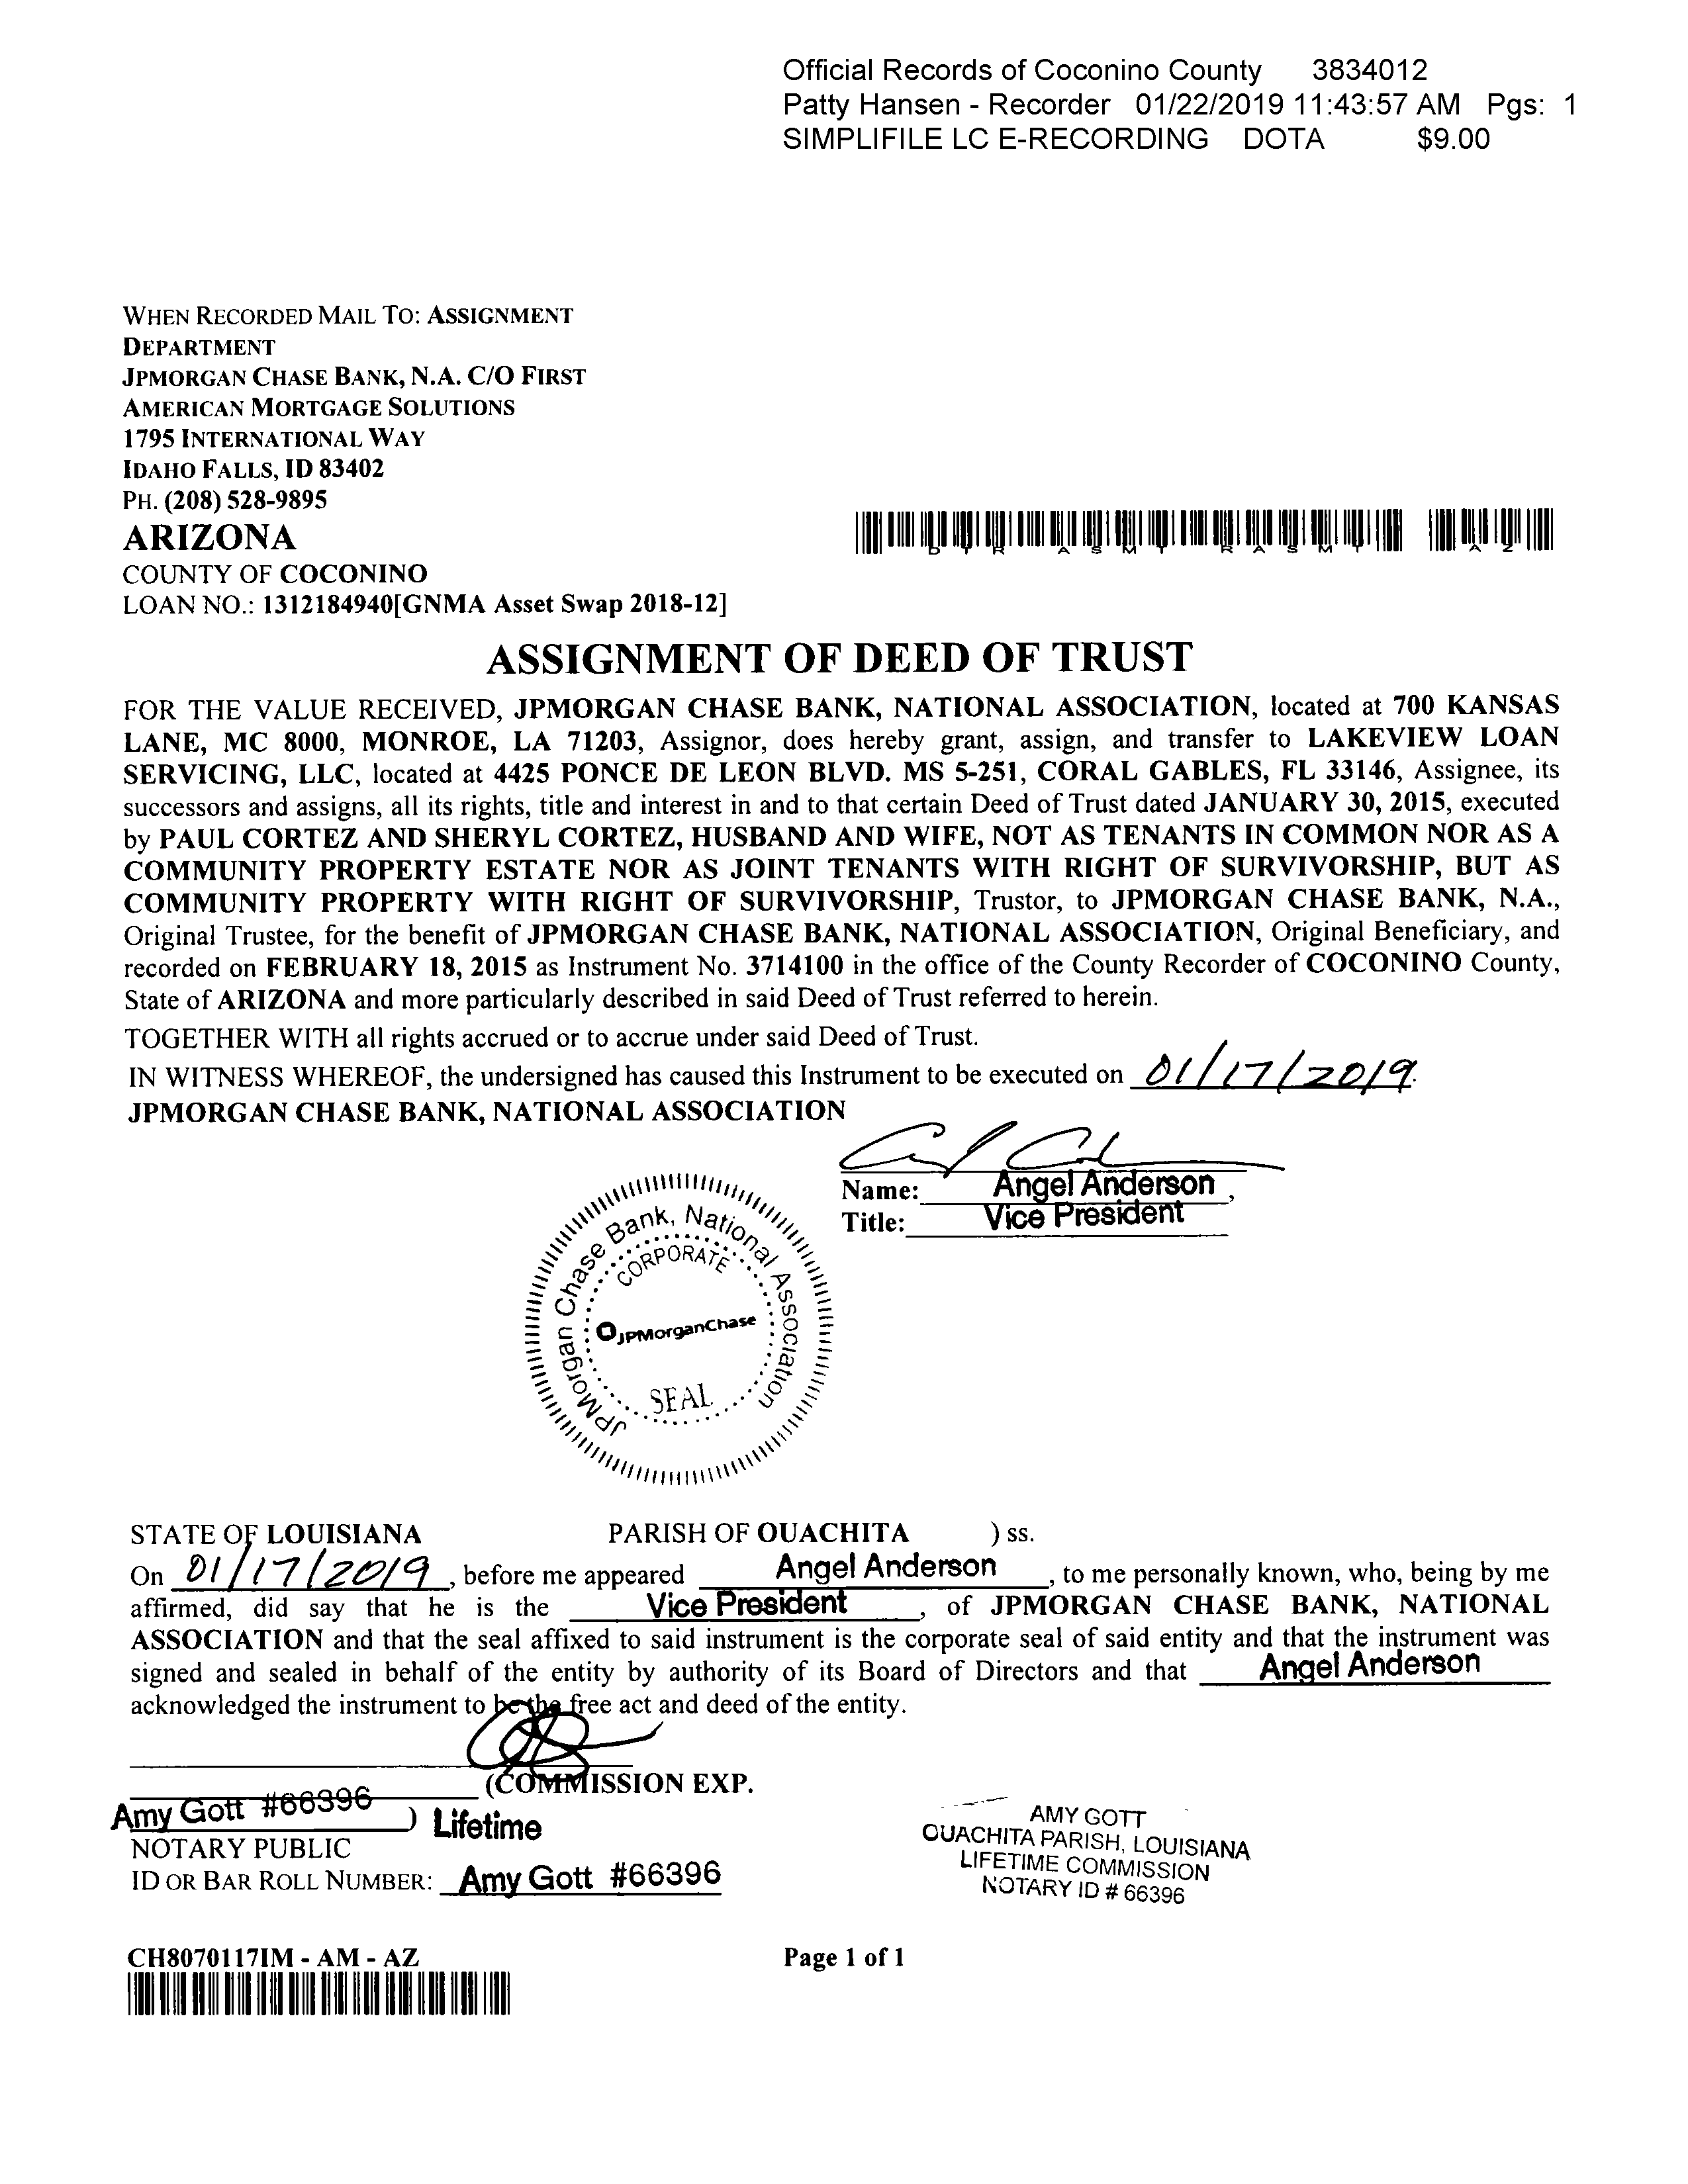 Official Records of Coconino County 3834012
Patty Hansen - Recorder 01/22/2019 11:43:57 AM Pgs: 1
SIMPLIFILE LC E-RECORDING DOTA $9.00
WHEN RECORDED MAIL TO: ASSIGNMENT
DEPARTMENT
JPMORGAN CHASE BANK, N.A. C/O FIRST
AMERICAN MORTGAGE SOLUTIONS
1795 INTERNATIONAL WAY
IDAHO FALLS, ID 83402
PH. (208) 528-9895
ARIZONA
D T R A S M T R A S M T A Z
COUNTY OF COCONINO
LOAN NO.: 1312184940[GNMA Asset Swap 2018-12]
ASSIGNMENT OF DEED OF TRUST
FOR THE VALUE RECEIVED, JPMORGAN CHASE BANK, NATIONAL ASSOCIATION, located at 700 KANSAS
LANE, MC 8000, MONROE, LA 71203, Assignor, does hereby grant, assign, and transfer to LAKEVIEW LOAN
SERVICING, LLC, located at 4425 PONCE DE LEON BLVD. MS 5-251, CORAL GABLES, FL 33146, Assignee, its
successors and assigns, all its rights, title and interest in and to that certain Deed of Trust dated JANUARY 30, 2015, executed
by PAUL CORTEZ AND SHERYL CORTEZ, HUSBAND AND WIFE, NOT AS TENANTS IN COMMON NOR AS A
COMMUNITY PROPERTY ESTATE NOR AS JOINT TENANTS WITH RIGHT OF SURVIVORSHIP, BUT AS
COMMUNITY PROPERTY WITH RIGHT OF SURVIVORSHIP, Trustor, to JPMORGAN CHASE BANK, N.A.,
Original Trustee, for the benefit of JPMORGAN CHASE BANK, NATIONAL ASSOCIATION, Original Beneficiary, and
recorded on FEBRUARY 18, 2015 as Instrument No. 3714100 in the office of the County Recorder of COCONINO County,
State of ARIZONA and more particularly described in said Deed of Trust referred to herein.
TOGETHER WITH all rights accrued or to accrue under said Deed of Trust.
IN WITNESS WHEREOF, the undersigned has caused this Instrument to be executed on 01/17/2019.
JPMORGAN CHASE BANK, NATIONAL ASSOCIATION
Name: Angel Anderson ,
Title: Vice President
JPMorgan Chase Bank, National Association
CORPORATE
JPMorganChase
SEAL
STATE OF LOUISIANA PARISH OF OUACHITA ) ss.
On 01/17/2019, before me appeared Angel Anderson, to me personally known, who, being by me
affirmed, did say that he is the Vice President, of JPMORGAN CHASE BANK, NATIONAL
ASSOCIATION and that the seal affixed to said instrument is the corporate seal of said entity and that the instrument was
signed and sealed in behalf of the entity by authority of its Board of Directors and that Angel Anderson
acknowledged the instrument to be the free act and deed of the entity.
(COMMISSION EXP.
Amy Gott #66396 ) Lifetime
NOTARY PUBLIC
ID OR BAR ROLL NUMBER: Amy Gott #66396
AMY GOTT
OUACHITA PARISH, LOUISIANA
LIFETIME COMMISSION
NOTARY ID # 66396
CH8070117IM - AM - AZ Page 1 of 1